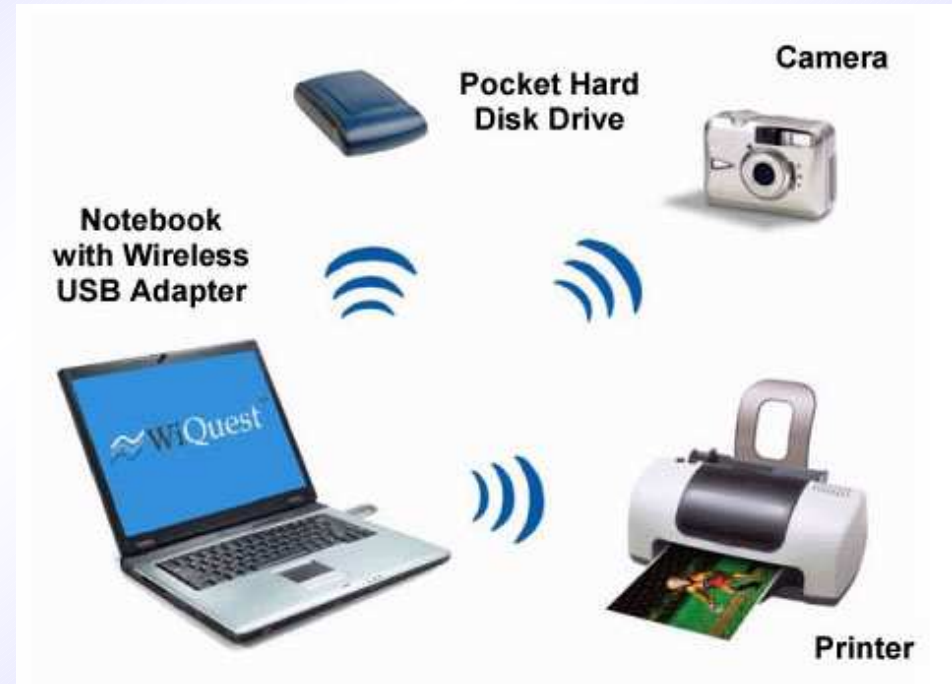 Camera
Pocket Hard
Disk Drive
Notebook
with Wireless
USB Adapter
WiQuest
Printer